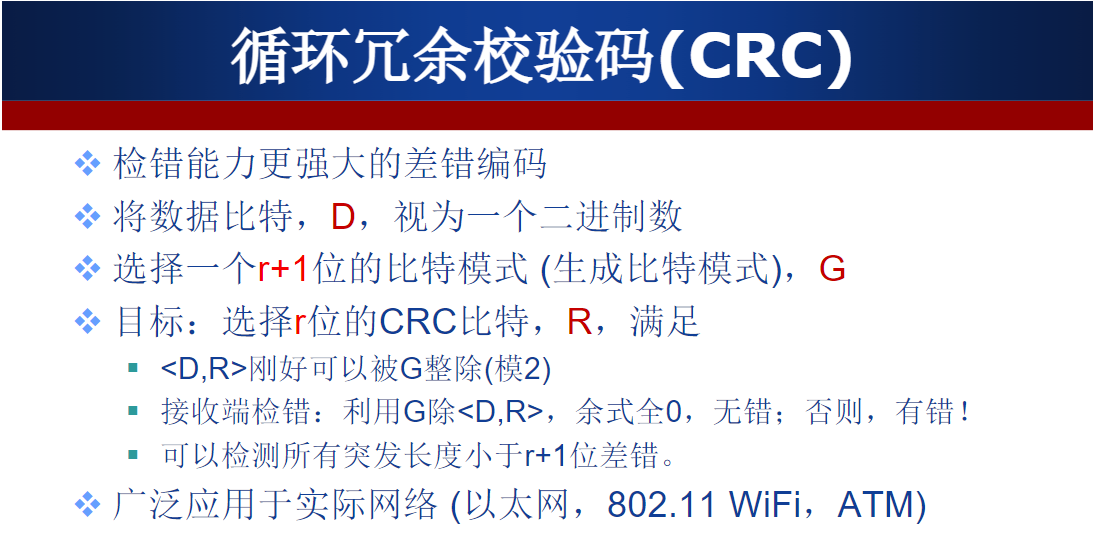 循环冗余校验码(CRC)
检错能力更强大的差错编码
将数据比特，D，视为一个二进制数
选择一个r+1位的比特模式 (生成比特模式)，G
目标：选择r位的CRC比特，R，满足
<D,R>刚好可以被G整除(模2)
接收端检错：利用G除<D,R>，余式全0，无错；否则，有错！
可以检测所有突发长度小于r+1位差错。
广泛应用于实际网络 (以太网，802.11 WiFi，ATM)